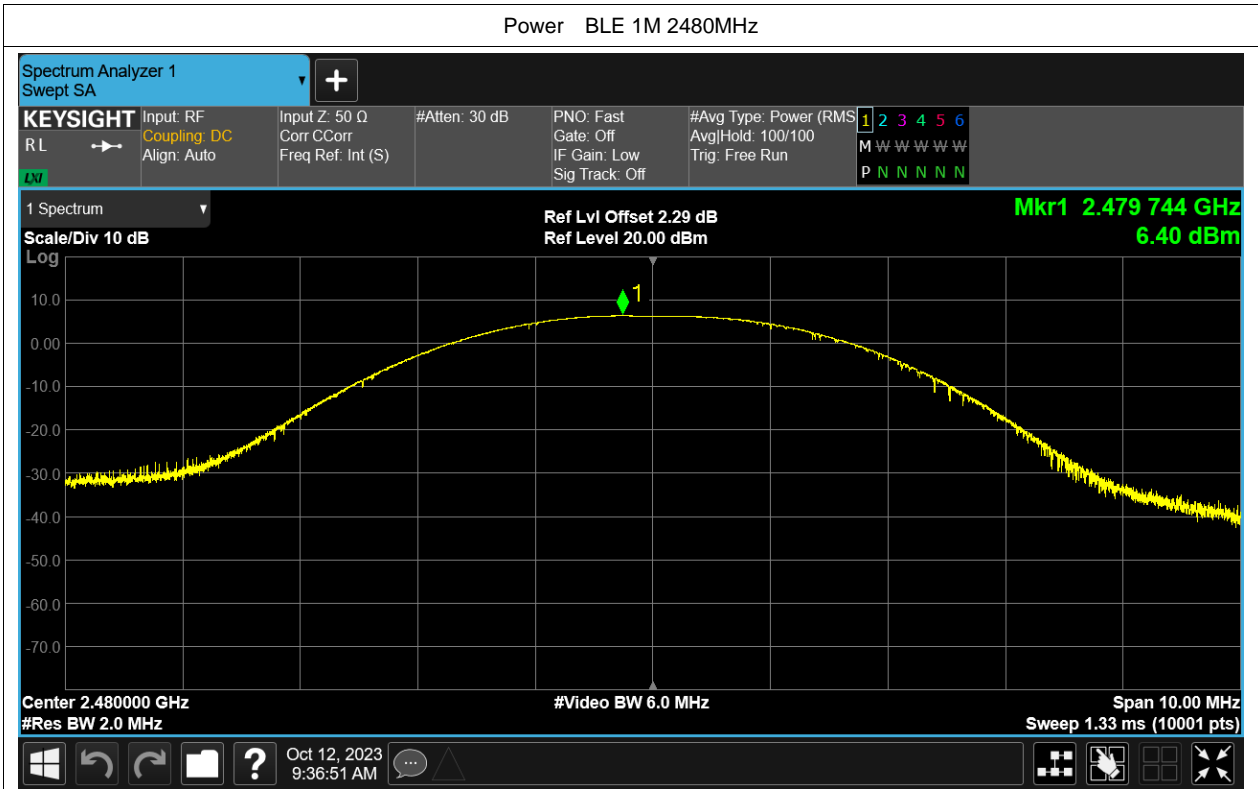 Power BLE 1M 2480MHz
Spectrum Analyzer 1
Swept SA
KEYSIGHT
RL
LXI
Input: RF
Coupling: DC
Align: Auto
Input Z: 50 Ω
Corr CCorr
Freq Ref: Int (S)
#Atten: 30 dB
PNO: Fast
Gate: Off
IF Gain: Low
Sig Track: Off
#Avg Type: Power (RMS
Avg|Hold: 100/100
Trig: Free Run
1 2 3 4 5 6
M W W W W W
P N N N N N
1 Spectrum
Scale/Div 10 dB
Log
Ref Lvl Offset 2.29 dB
Ref Level 20.00 dBm
Mkr1 2.479 744 GHz
6.40 dBm
1
10.0
0.00
-10.0
-20.0
-30.0
-40.0
-50.0
-60.0
-70.0
Center 2.480000 GHz
#Res BW 2.0 MHz
#Video BW 6.0 MHz
Span 10.00 MHz
Sweep 1.33 ms (10001 pts)
?
Oct 12, 2023
9:36:51 AM